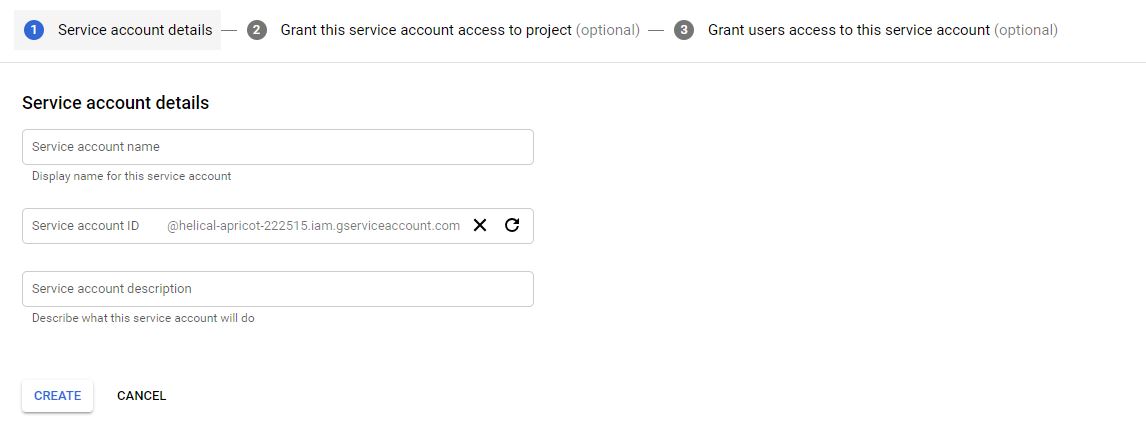 1 Service account details — 2 Grant this service account access to project (optional) — 3 Grant users access to this service account (optional)
Service account details
Service account name
Display name for this service account
Service account ID @helical-apricot-222515.iam.gserviceaccount.com
Service account description
Describe what this service account will do
CREATE CANCEL